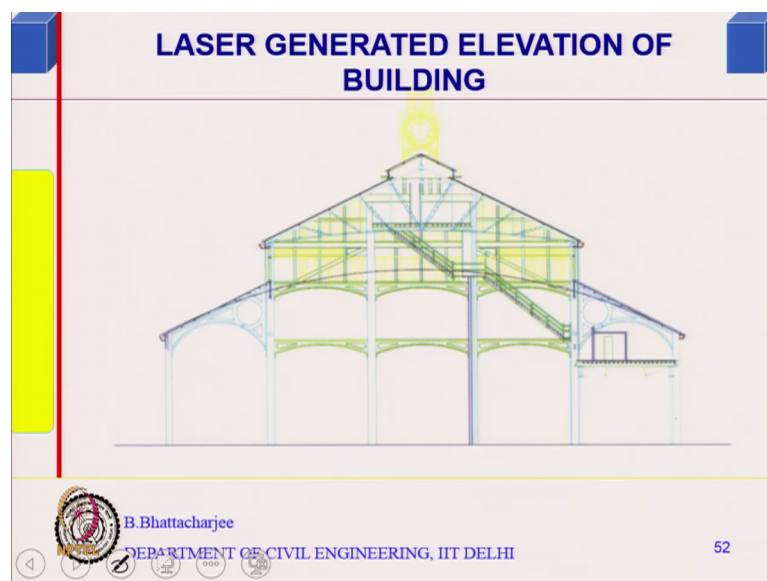 LASER GENERATED ELEVATION OF
BUILDING
B.Bhattacharjee
DEPARTMENT OF CIVIL ENGINEERING, IIT DELHI
52
NPTEL